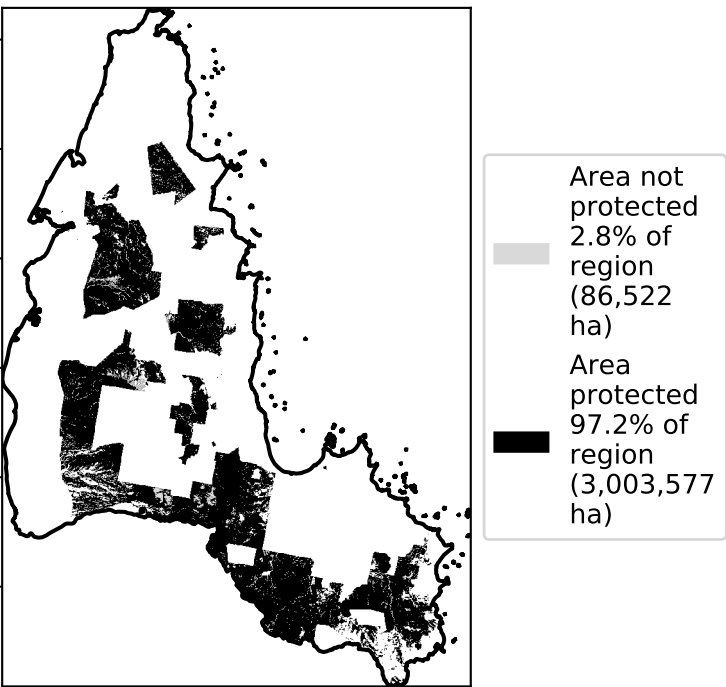 Area not
protected
2.8% of
region
(86,522
ha)
Area
protected
97.2% of
region
(3,003,577
ha)